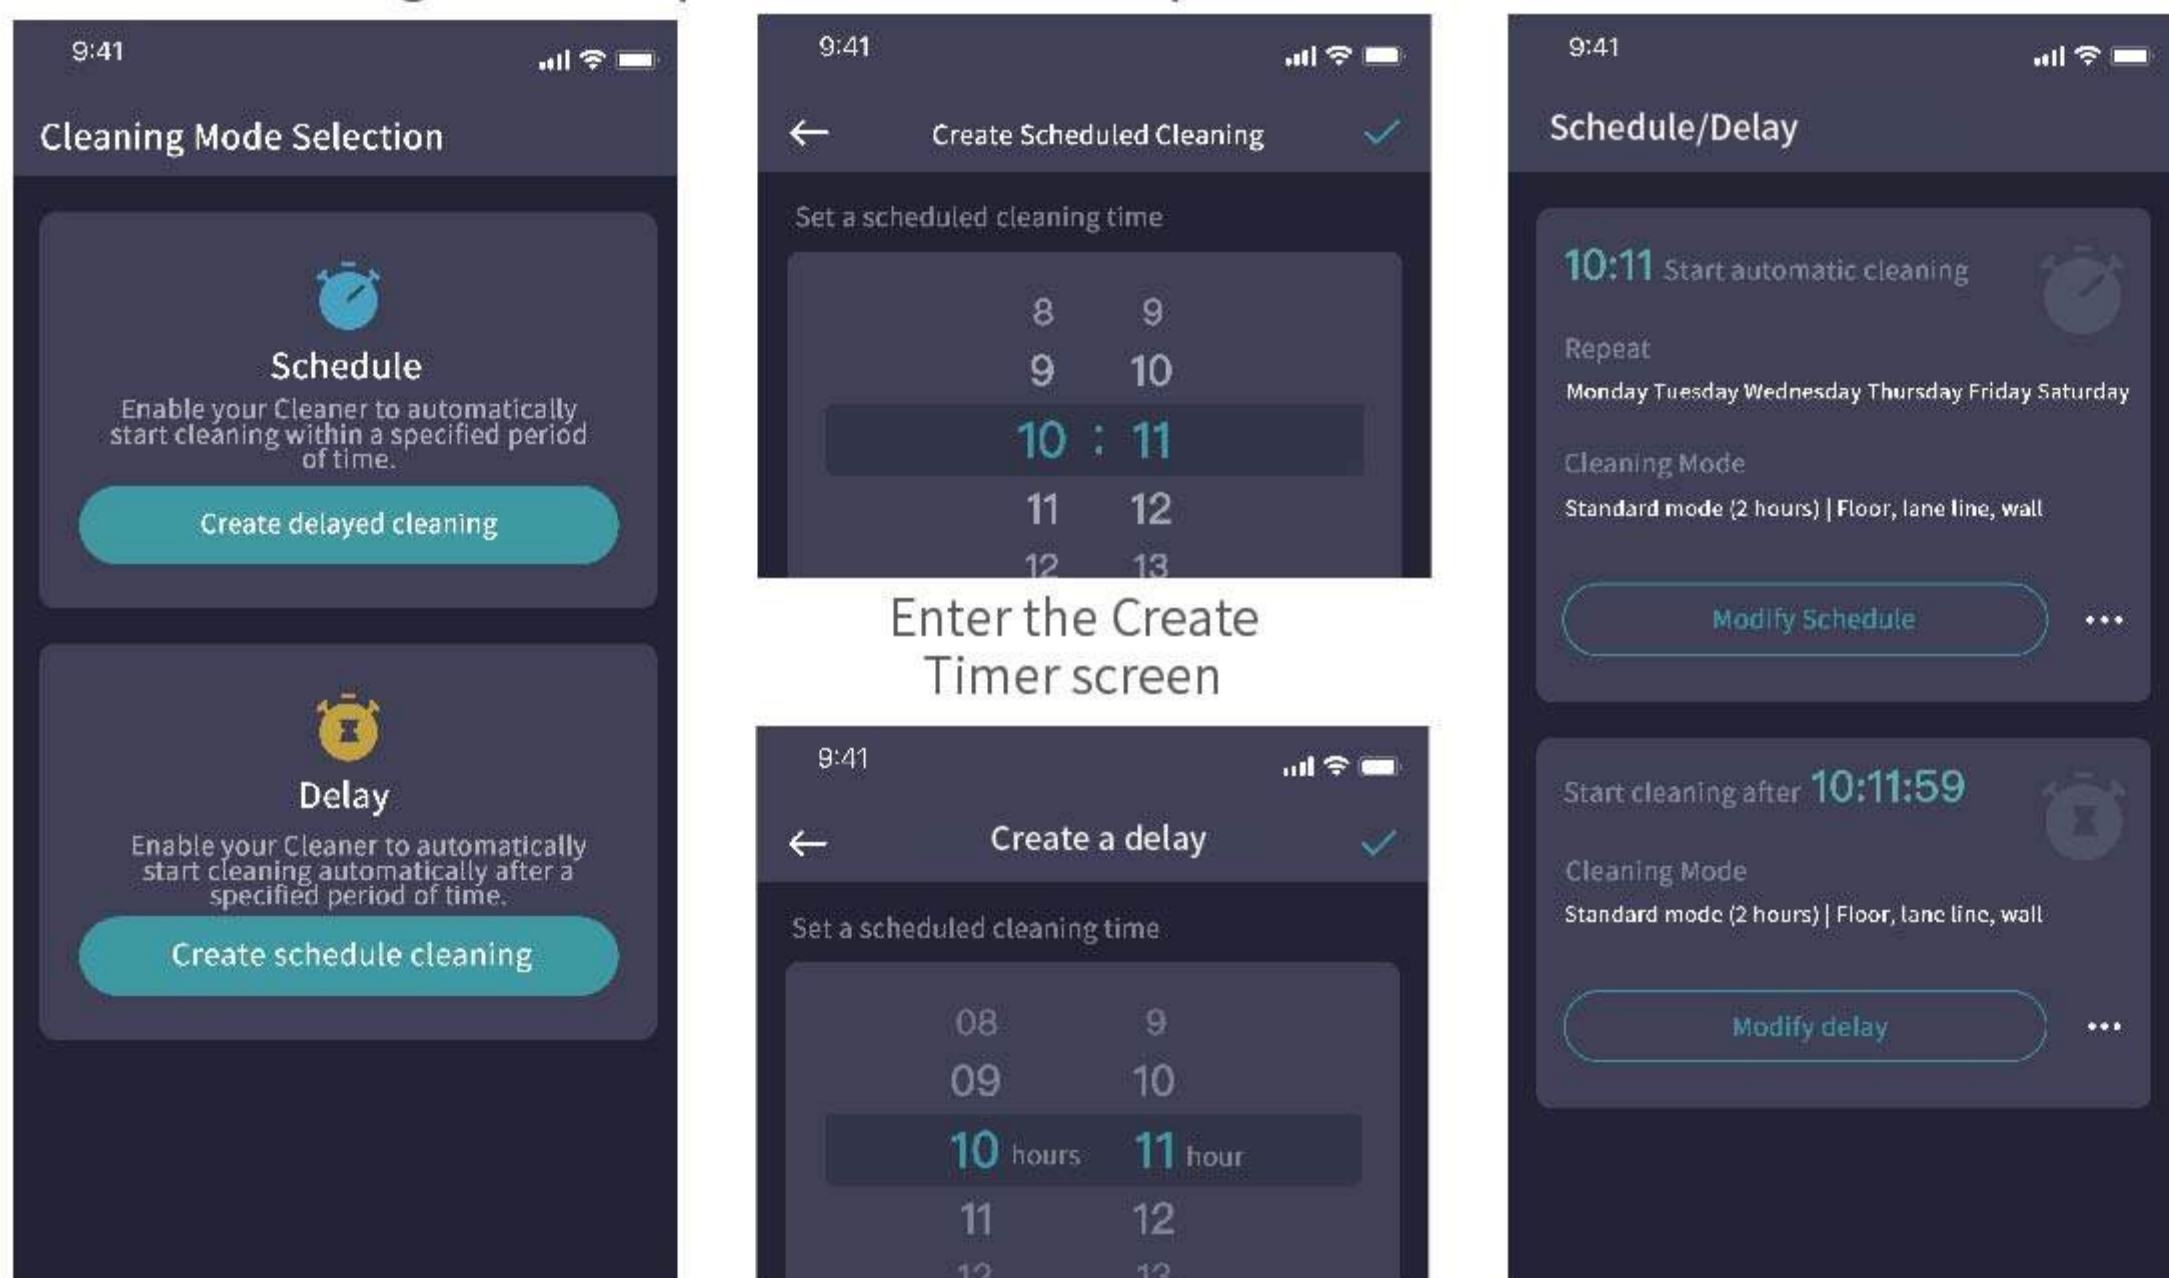 9:41
Cleaning Mode Selection
Schedule
Enable your Cleaner to automatically
start cleaning within a specified period
of time.
Create delayed cleaning
Delay
Enable your Cleaner to automatically
start cleaning automatically after a
specified period of time.
Create schedule cleaning
9:41
Create Scheduled Cleaning
Set a scheduled cleaning time
8 9
9 10
10 : 11
11 12
12 13
Enter the Create
Timer screen
9:41
Create a delay
Set a scheduled cleaning time
08 9
09 10
10 hours 11 hour
11 12
12 13
9:41
Schedule/Delay
10:11 Start automatic cleaning
Repeat
Monday Tuesday Wednesday Thursday Friday Saturday
Cleaning Mode
Standard mode (2 hours) | Floor, lane line, wall
Modify Schedule
Start cleaning after 10:11:59
Cleaning Mode
Standard mode (2 hours) | Floor, lane line, wall
Modify delay